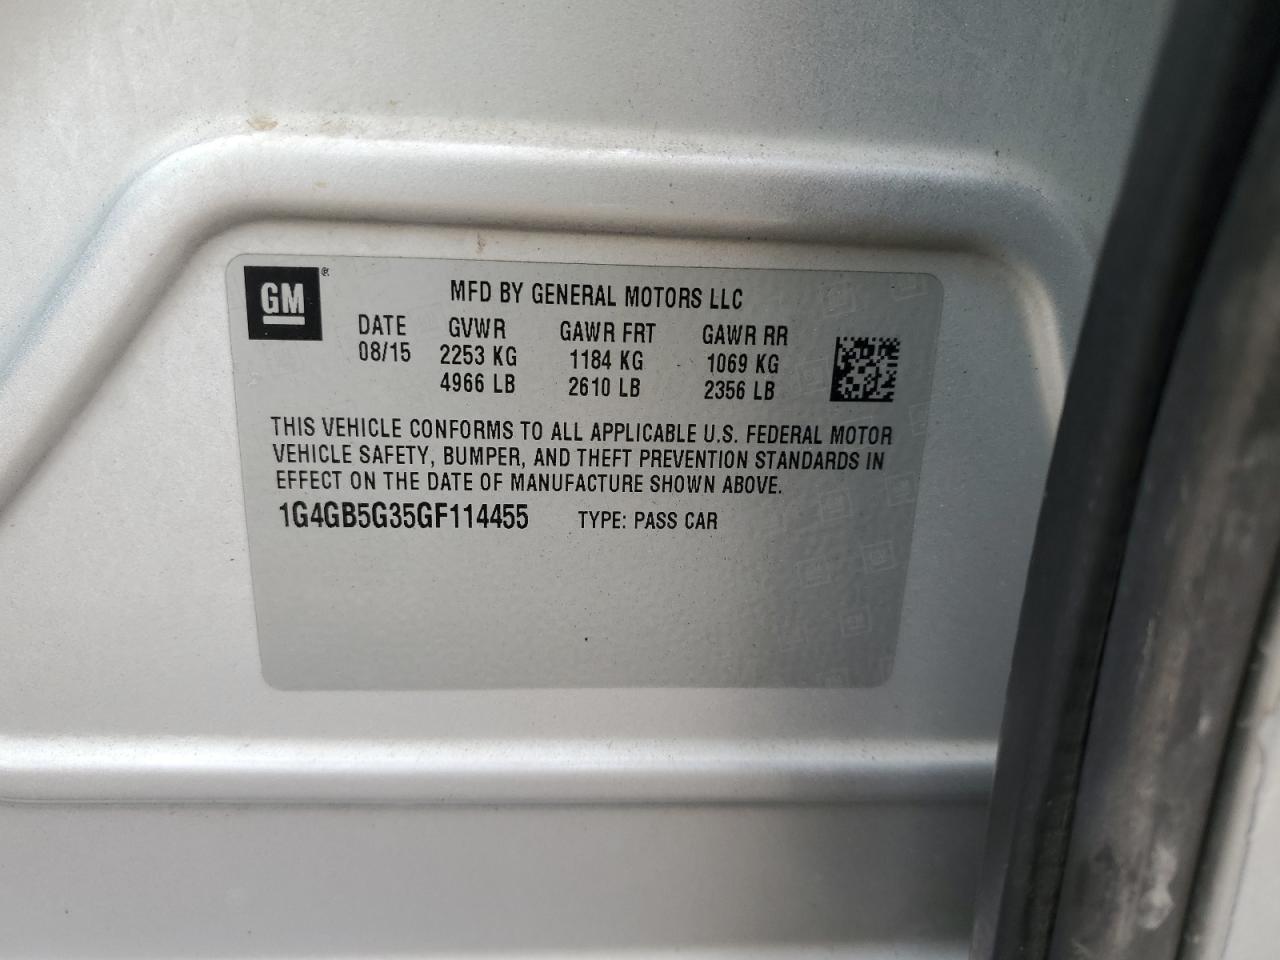 GM®
MFD BY GENERAL MOTORS LLC
DATE GVWR GAWR FRT GAWR RR
08/15 2253 KG 1184 KG 1069 KG
4966 LB 2610 LB 2356 LB
THIS VEHICLE CONFORMS TO ALL APPLICABLE U.S. FEDERAL MOTOR
VEHICLE SAFETY, BUMPER, AND THEFT PREVENTION STANDARDS IN
EFFECT ON THE DATE OF MANUFACTURE SHOWN ABOVE.
1G4GB5G35GF114455 TYPE: PASS CAR